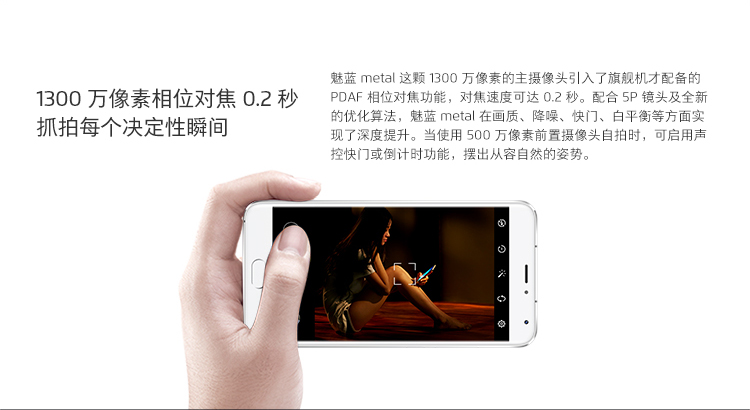 1300 万像素相位对焦 0.2 秒
抓拍每个决定性瞬间
魅蓝 metal 这颗 1300 万像素的主摄像头引入了旗舰机才配备的
PDAF 相位对焦功能，对焦速度可达 0.2 秒。配合 5P 镜头及全新
的优化算法，魅蓝 metal 在画质、降噪、快门、白平衡等方面实
现了深度提升。当使用 500 万像素前置摄像头自拍时，可启用声
控快门或倒计时功能，摆出从容自然的姿势。